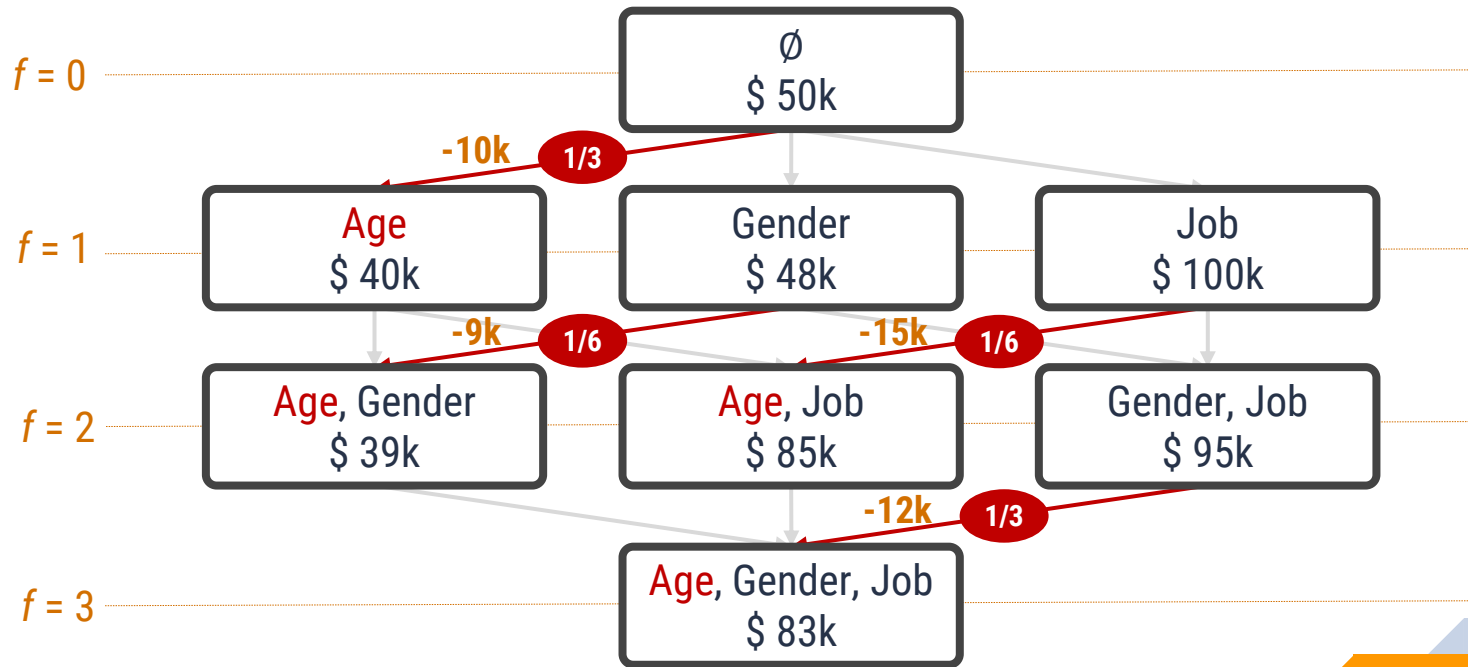 Ø
f = 0
$ 50k
-10k
1/3
Age
Gender
Job
f = 1
$ 40k
$ 48k
$ 100k
-9k
1/6
-15k
1/6
Age, Gender
Age, Job
Gender, Job
f = 2
$ 39k
$ 85k
$ 95k
-12k
1/3
Age, Gender, Job
f = 3
$ 83k